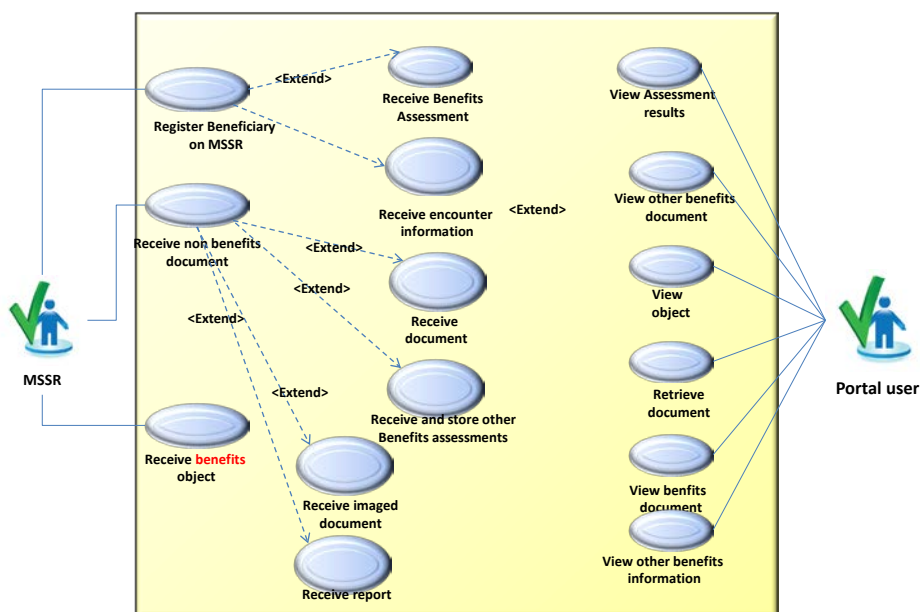 <Extend>
Receive Benefits
Assessment
View Assessment
results
Register Beneficiary
on MSSR
Receive encounter
information
<Extend>
View other benefits
document
Receive non benefits
document
<Extend>
<Extend>
<Extend>
Receive
document
View
object
MSSR
Portal user
Retrieve
document
<Extend>
Receive and store other
Benefits assessments
Receive benefits
object
Receive imaged
document
View benfits
document
Receive report
View other benefits
information